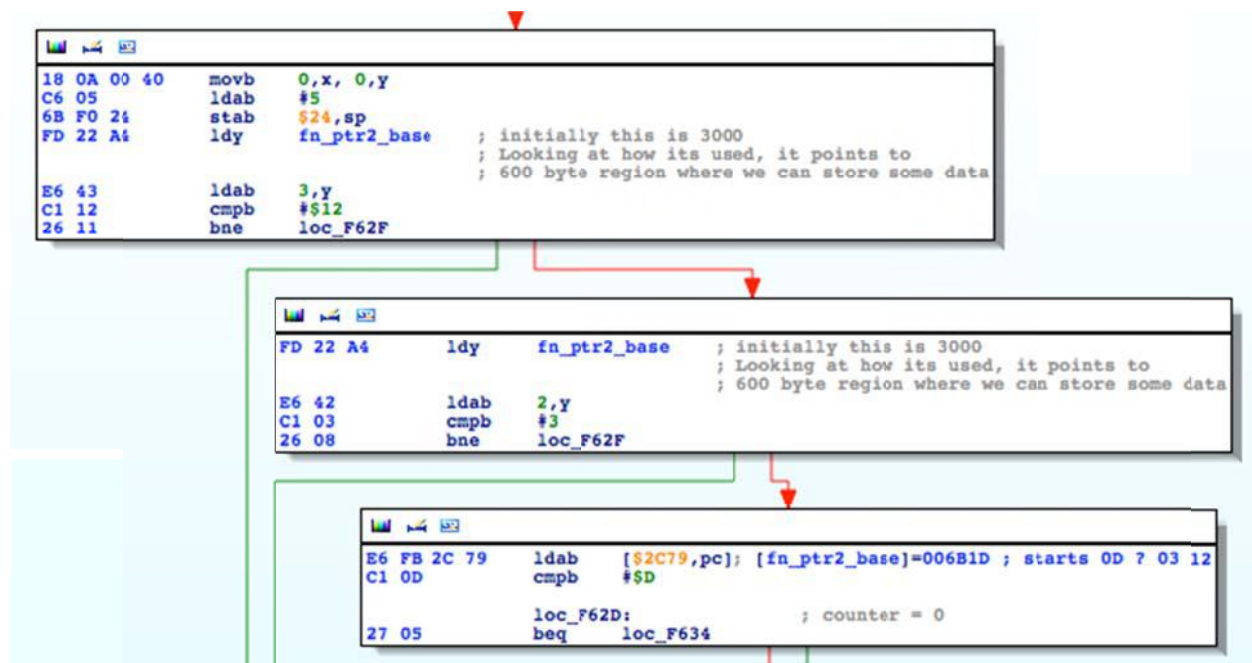 18 0A 00 40 movb 0,x, 0,y
C6 05 ldab #5
6B F0 24 stab $24,sp
FD 22 A4 ldy fn_ptr2_base ; initially this is 3000
; Looking at how its used, it points to
; 600 byte region where we can store some data
E6 43 ldab 3,y
C1 12 cmpb #$12
26 11 bne loc_F62F
FD 22 A4 ldy fn_ptr2_base ; initially this is 3000
; Looking at how its used, it points to
; 600 byte region where we can store some data
E6 42 ldab 2,y
C1 03 cmpb #3
26 08 bne loc_F62F
E6 FB 2C 79 ldab [$2C79,pc]; [fn_ptr2_base]=006B1D ; starts 0D ? 03 12
C1 0D cmpb #$D
loc_F62D: ; counter = 0
27 05 beq loc_F634